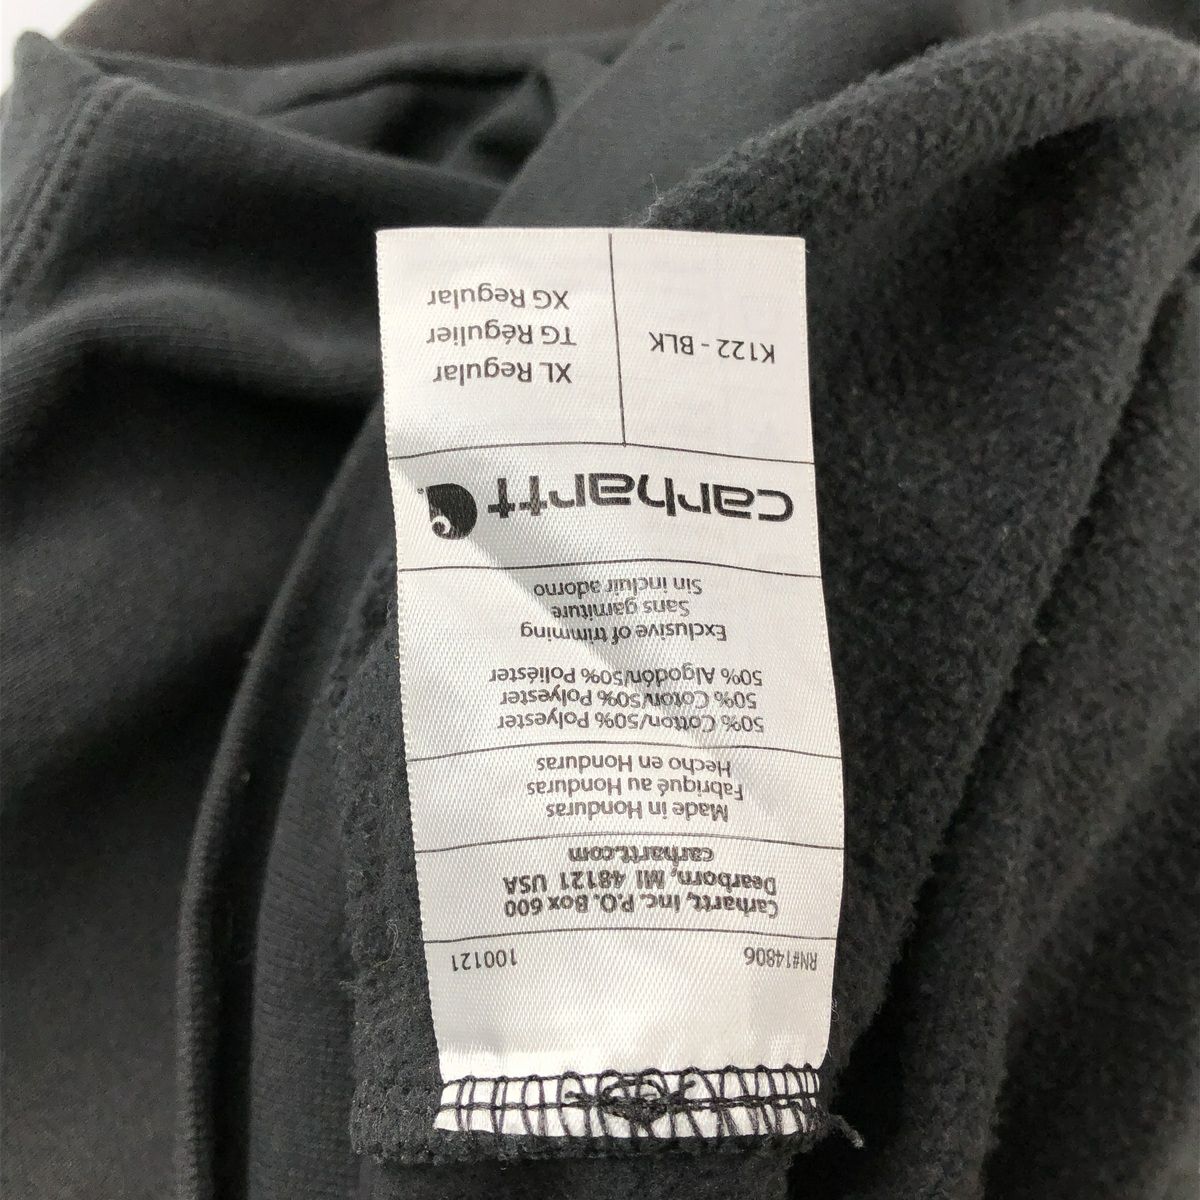 RN#14806 100121
Carhartt, Inc. P.O. Box 600
Dearborn, MI 48121 USA
carhartt.com
Made in Honduras
Fabriqué au Honduras
Hecho en Honduras
50% Cotton/50% Polyester
50% Coton/50% Polyester
50% Algodón/50% Poliéster
Exclusive of trimming
Sans garniture
Sin incluir adorno
carhartt
K122 - BLK
XL Regular
TG Régulier
XG Regular